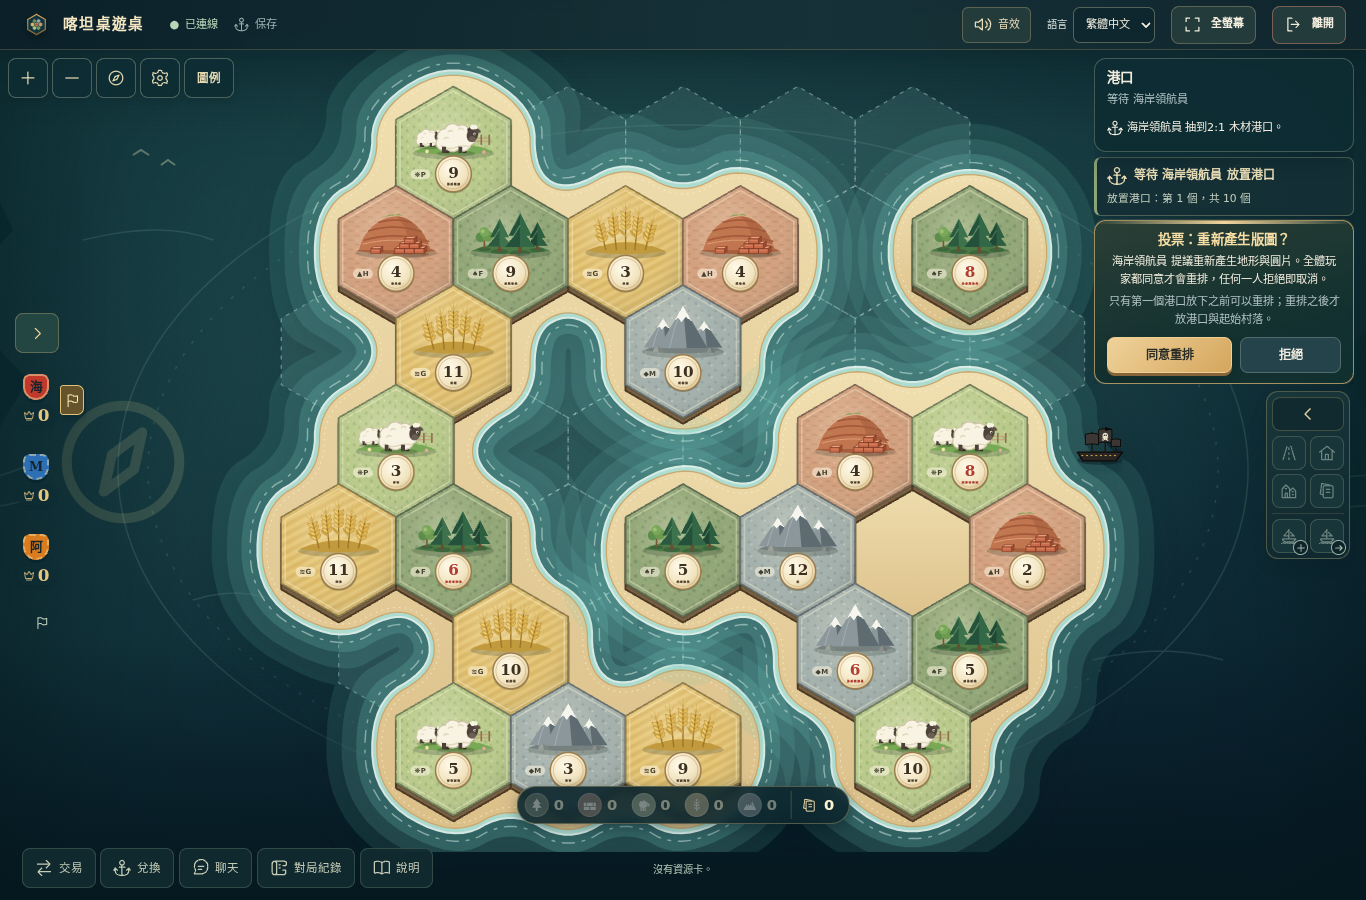 喀坦桌遊桌
已連線
保存
音效
語言
繁體中文
全螢幕
離開
圖例
港口
等待 海岸領航員
海岸領航員 抽到2:1 木材港口。
等待 海岸領航員 放置港口
放置港口：第 1 個，共 10 個
投票：重新產生版圖？
海岸領航員 提議重新產生地形與圓片。全體玩
家都同意才會重排，任何一人拒絕即取消。
只有第一個港口放下之前可以重排；重排之後才
放港口與起始村落。
同意重排
拒絕
海
0
M
0
阿
0
P 9
H 4
F 9
G 3
H 4
F 8
G 11
M 10
P 3
H 4
P 8
G 11
F 6
F 5
M 12
H 2
G 10
M 6
F 5
P 5
M 3
G 9
P 10
0 0 0 0 0 0
交易
兌換
聊天
對局紀錄
說明
沒有資源卡。